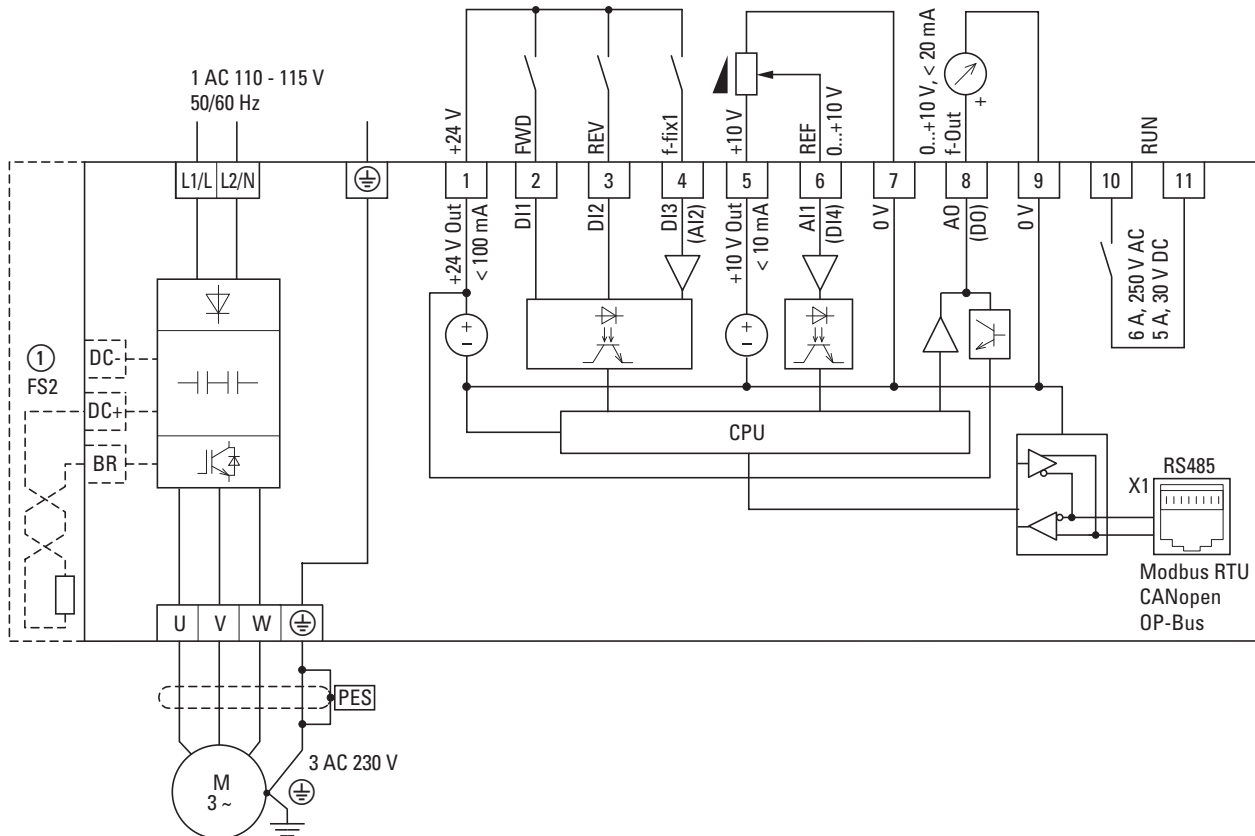 1 AC 110 - 115 V
50/60 Hz
+24 V
FWD
REV
f-fix1
+10 V
REF
0...+10 V
0...+10 V, < 20 mA
f-Out
+
RUN
L1/L
L2/N
1
2
3
4
5
6
7
8
9
10
11
+24 V Out
< 100 mA
DI1
DI2
DI3
(AI2)
+10 V Out
< 10 mA
AI1
(DI4)
0 V
AO
(DO)
0 V
6 A, 250 V AC
5 A, 30 V DC
+
-
+
-
1
FS2
DC-
DC+
BR
CPU
X1
RS485
Modbus RTU
CANopen
OP-Bus
U
V
W
PES
3 AC 230 V
M
3 ~